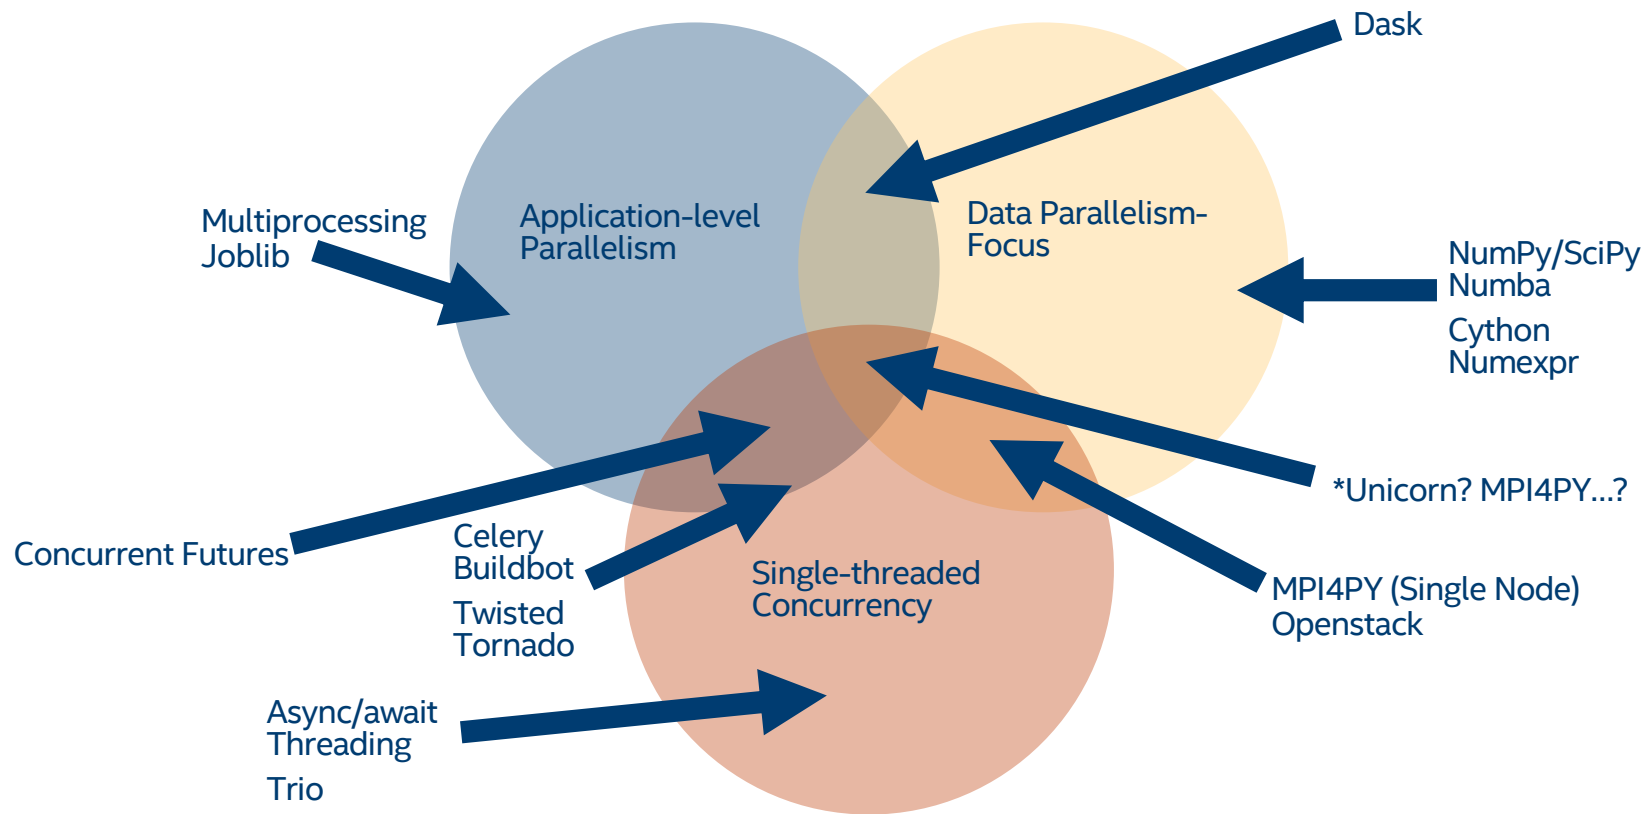 Dask
Multiprocessing
Joblib
Application-level
Parallelism
Data Parallelism-
Focus
NumPy/SciPy
Numba
Cython
Numexpr
*Unicorn? MPI4PY...?
Concurrent Futures
Celery
Buildbot
Twisted
Tornado
Single-threaded
Concurrency
MPI4PY (Single Node)
Openstack
Async/await
Threading
Trio